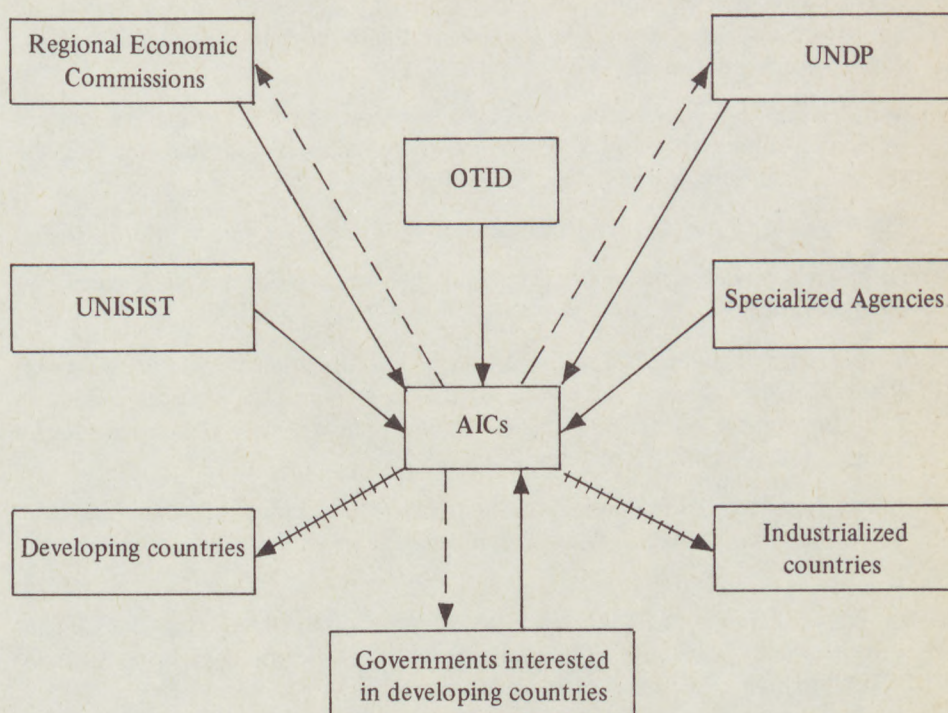 Regional Economic
Commissions
UNDP
OTID
UNISIST
Specialized Agencies
AICs
Developing countries
Industrialized
countries
Governments interested
in developing countries